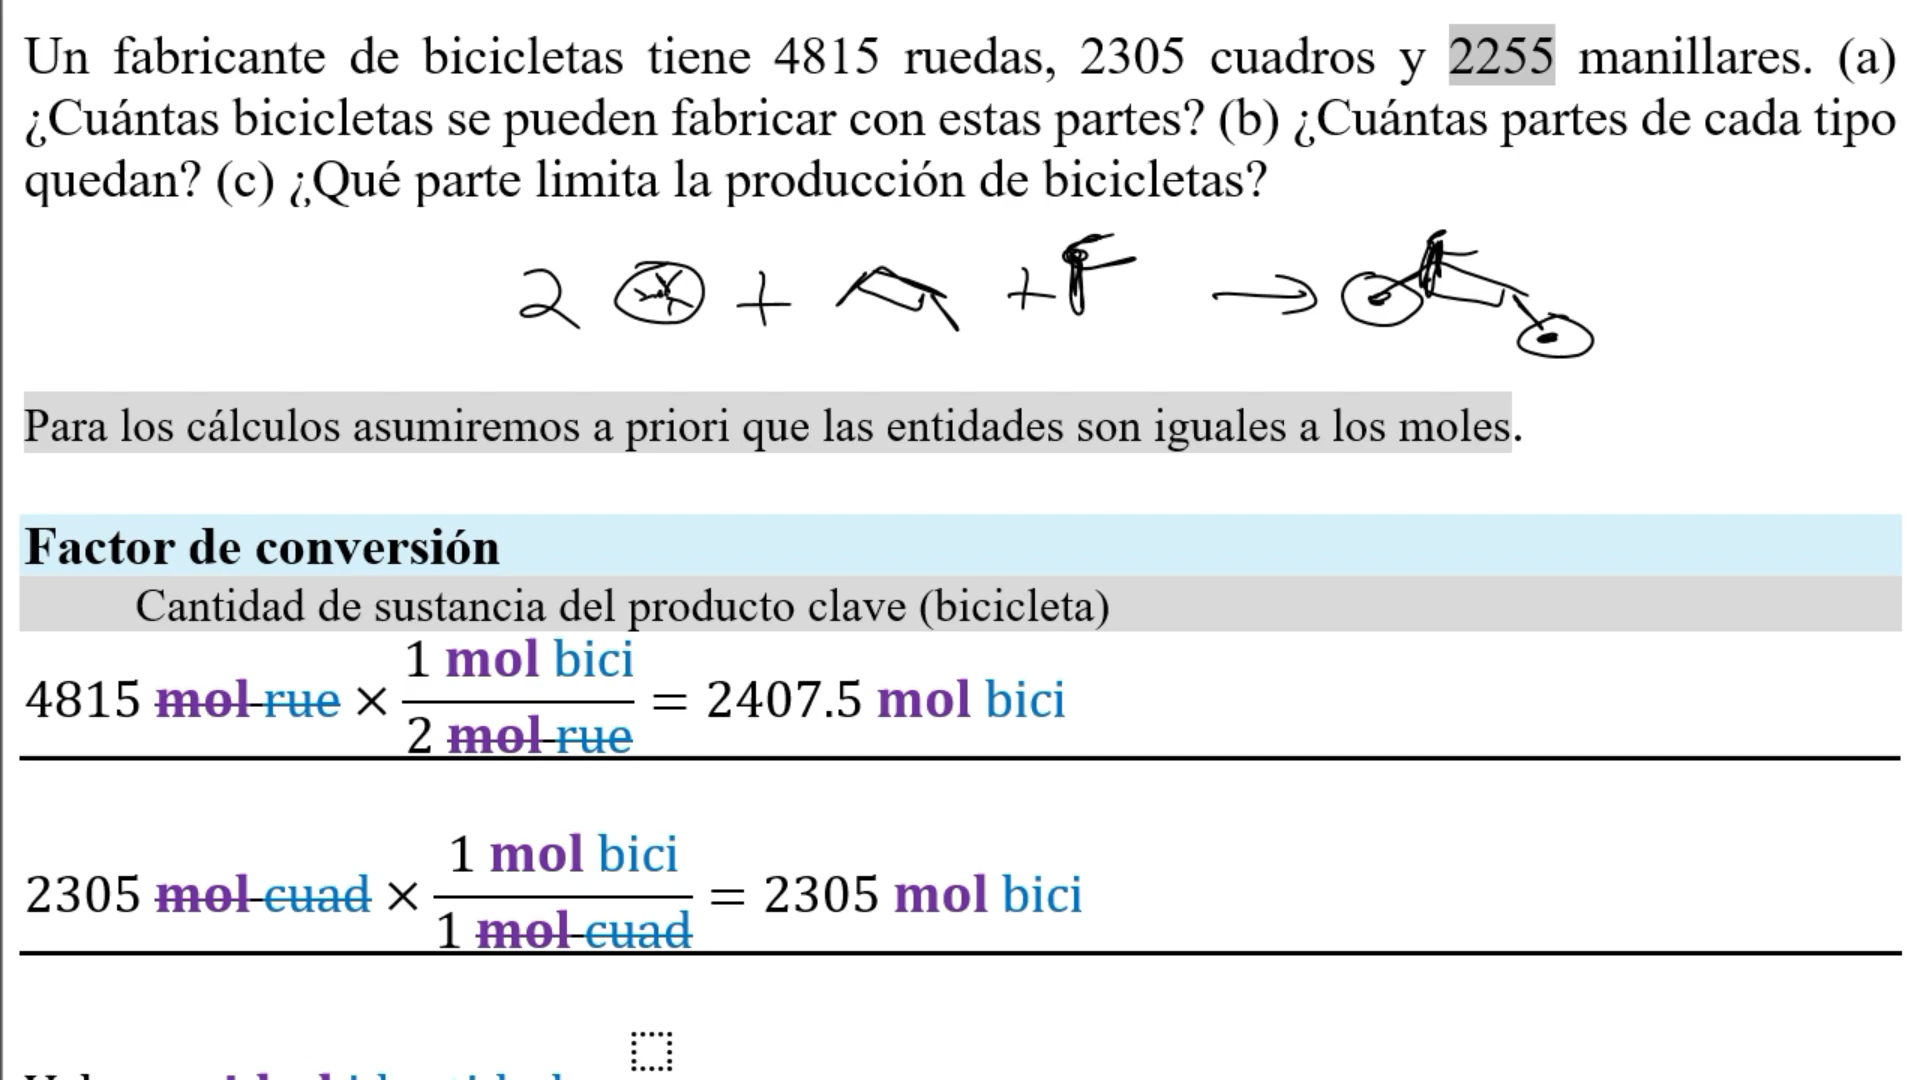 Un fabricante de bicicletas tiene 4815 ruedas, 2305 cuadros y 2255 manillares. (a)
¿Cuántas bicicletas se pueden fabricar con estas partes? (b) ¿Cuántas partes de cada tipo
quedan? (c) ¿Qué parte limita la producción de bicicletas?
2 + + →
Para los cálculos asumiremos a priori que las entidades son iguales a los moles.
Factor de conversión
Cantidad de sustancia del producto clave (bicicleta)
1 mol bici
4815 mol rue × = 2407.5 mol bici
2 mol rue
1 mol bici
2305 mol cuad × = 2305 mol bici
1 mol cuad